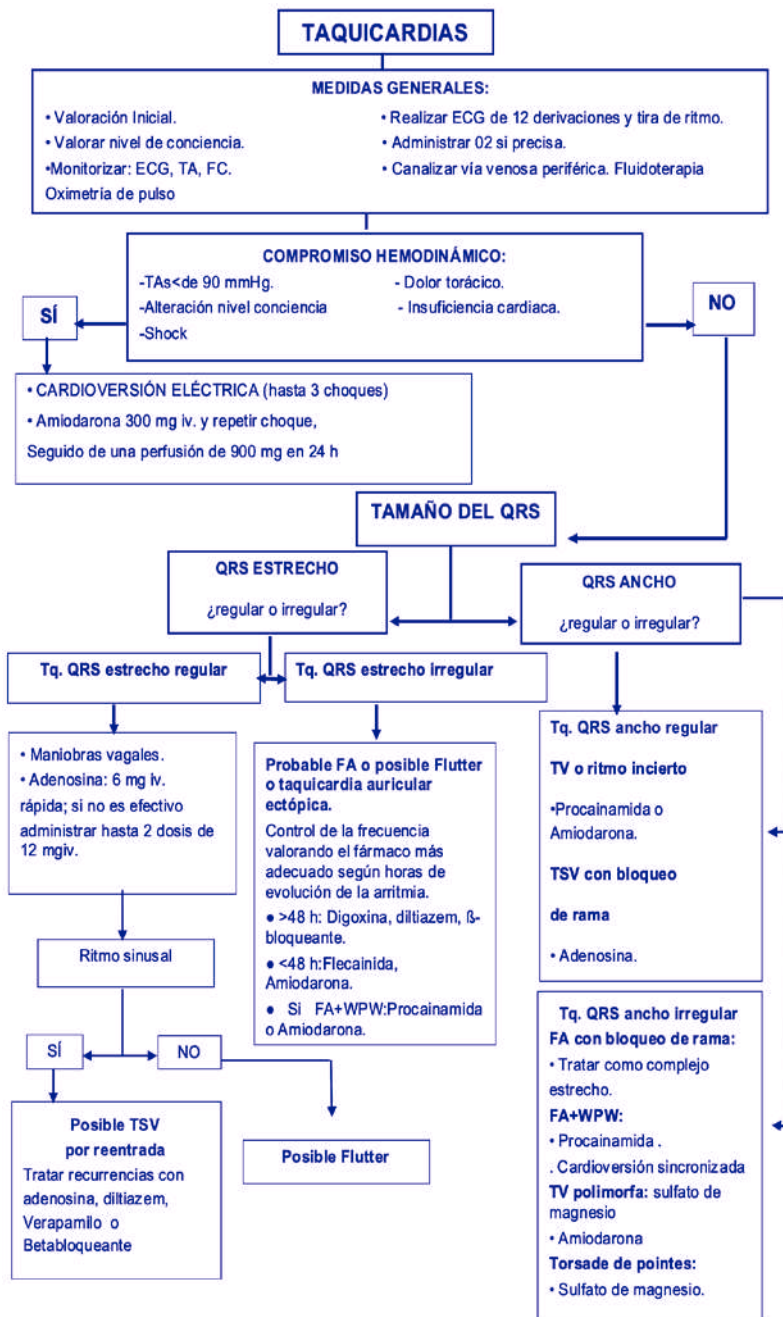 TAQUICARDIAS
MEDIDAS GENERALES:
• Valoración Inicial.
• Valorar nivel de conciencia.
•Monitorizar: ECG, TA, FC.
Oximetría de pulso
• Realizar ECG de 12 derivaciones y tira de ritmo.
• Administrar 02 si precisa.
• Canalizar vía venosa periférica. Fluidoterapia
COMPROMISO HEMODINÁMICO:
-TAs<de 90 mmHg.
-Alteración nivel conciencia
-Shock
- Dolor torácico.
- Insuficiencia cardiaca.
SÍ
NO
• CARDIOVERSIÓN ELÉCTRICA (hasta 3 choques)
• Amiodarona 300 mg iv. y repetir choque,
Seguido de una perfusión de 900 mg en 24 h
TAMAÑO DEL QRS
QRS ESTRECHO
¿regular o irregular?
QRS ANCHO
¿regular o irregular?
Tq. QRS estrecho regular
Tq. QRS estrecho irregular
• Maniobras vagales.
• Adenosina: 6 mg iv.
rápida; si no es efectivo
administrar hasta 2 dosis de
12 mgiv.
Probable FA o posible Flutter
o taquicardia auricular
ectópica.
Control de la frecuencia
valorando el fármaco más
adecuado según horas de
evolución de la arritmia.
● >48 h: Digoxina, diltiazem, ß-
bloqueante.
● <48 h:Flecainida,
Amiodarona.
● Si FA+WPW:Procainamida
o Amiodarona.
Tq. QRS ancho regular
TV o ritmo incierto
•Procainamida o
Amiodarona.
TSV con bloqueo
de rama
• Adenosina.
Ritmo sinusal
SÍ
NO
Posible TSV
por reentrada
Tratar recurrencias con
adenosina, diltiazem,
Verapamilo o
Betabloqueante
Posible Flutter
Tq. QRS ancho irregular
FA con bloqueo de rama:
• Tratar como complejo
estrecho.
FA+WPW:
• Procainamida .
. Cardioversión sincronizada
TV polimorfa: sulfato de
magnesio
• Amiodarona
Torsade de pointes:
• Sulfato de magnesio.